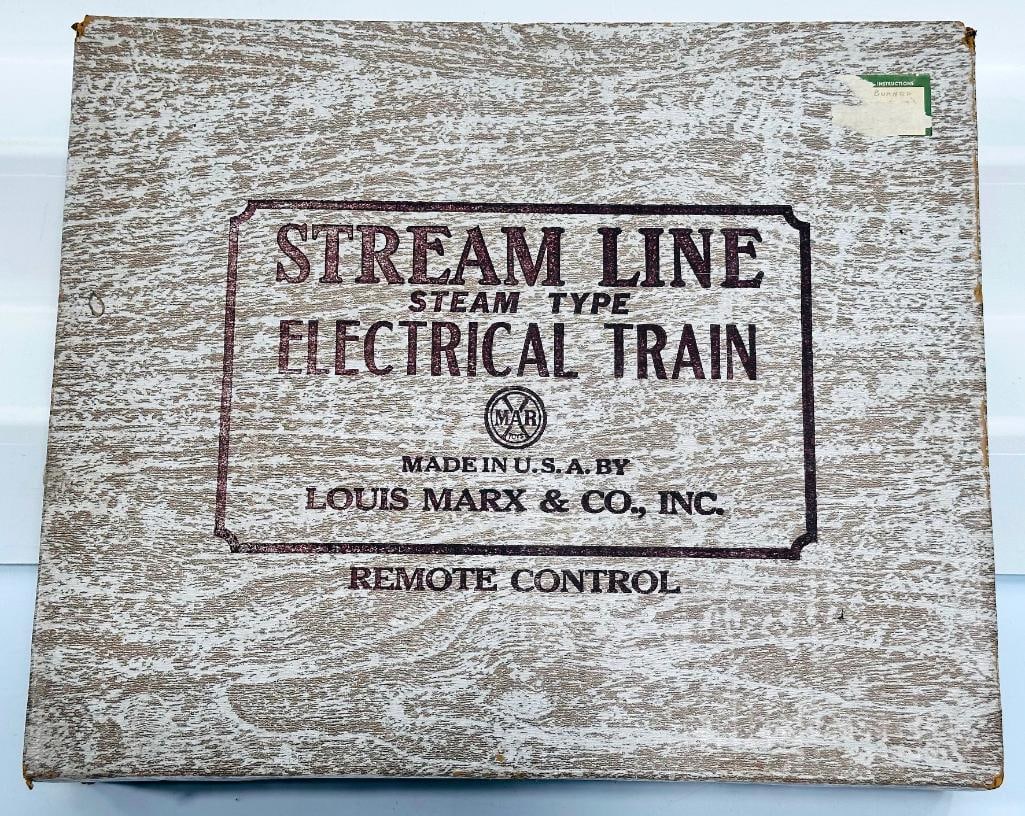 INSTRUCTIONS
STREAM LINE
STEAM TYPE
ELECTRICAL TRAIN
MAR
MADE IN U.S.A. BY
LOUIS MARX & CO., INC.
REMOTE CONTROL